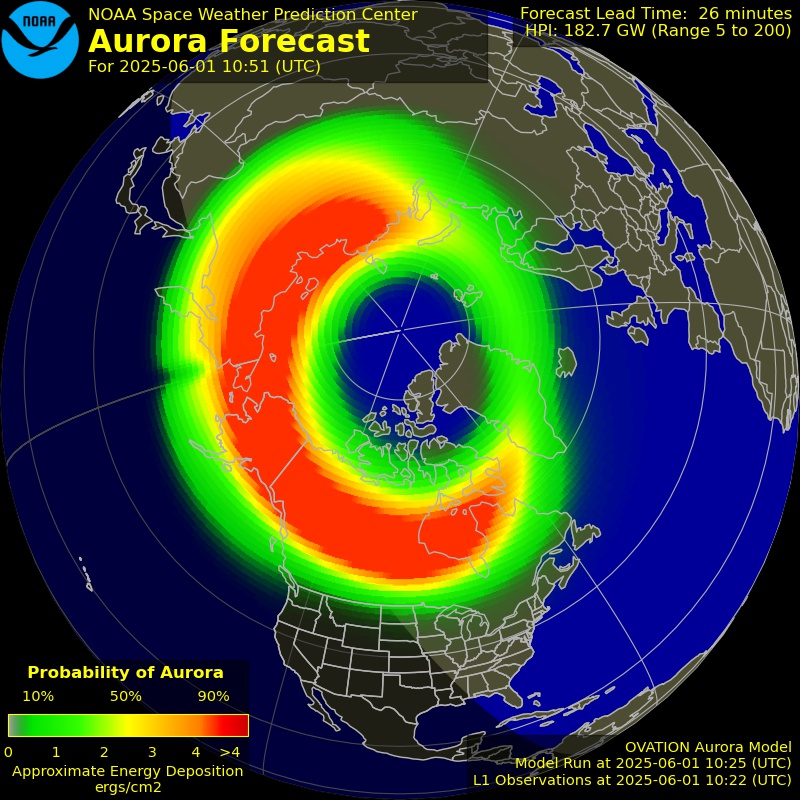 NOAA
NOAA Space Weather Prediction Center
Aurora Forecast
For 2025-06-01 10:51 (UTC)
Forecast Lead Time: 26 minutes
HPI: 182.7 GW (Range 5 to 200)
Probability of Aurora
10% 50% 90%
0 1 2 3 4 >4
Approximate Energy Deposition
ergs/cm2
OVATION Aurora Model
Model Run at 2025-06-01 10:25 (UTC)
L1 Observations at 2025-06-01 10:22 (UTC)